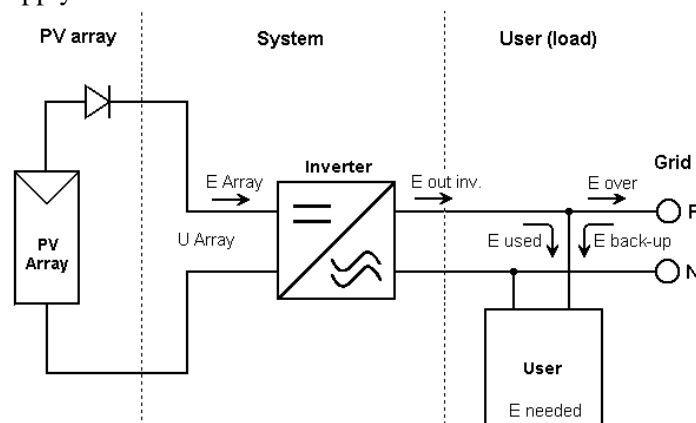 PV array
System
User (load)
Inverter
Grid
E Array
E out inv.
E over
U Array
PV
Array
E used
E back-up
N
User
E needed